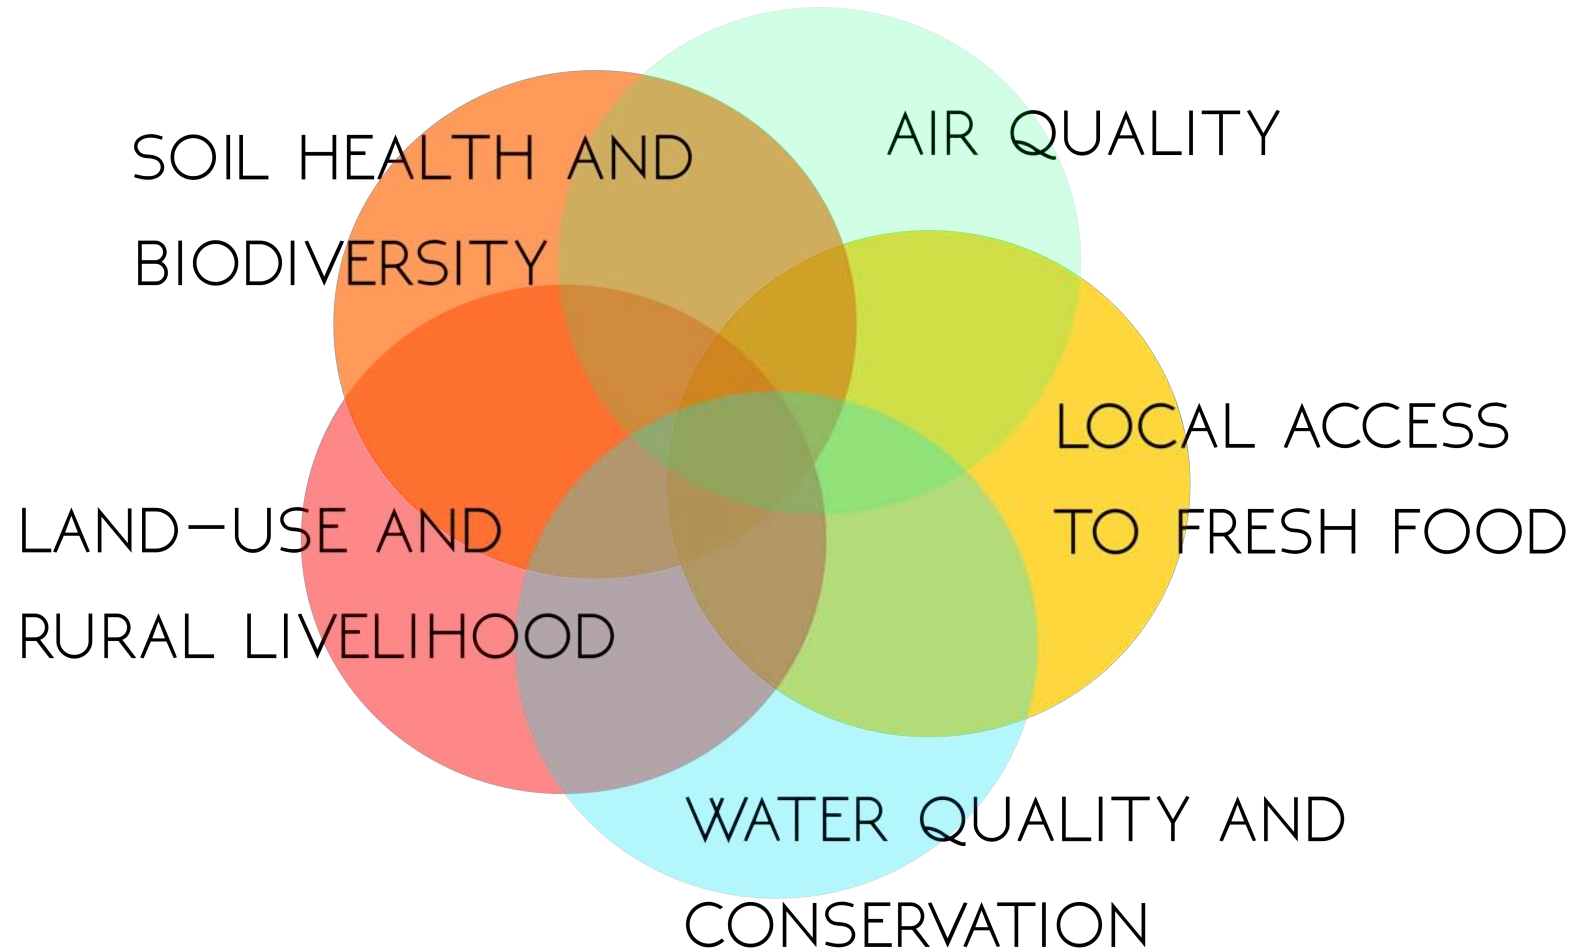 SOIL HEALTH AND
BIODIVERSITY
AIR QUALITY
LOCAL ACCESS
TO FRESH FOOD
LAND-USE AND
RURAL LIVELIHOOD
WATER QUALITY AND
CONSERVATION